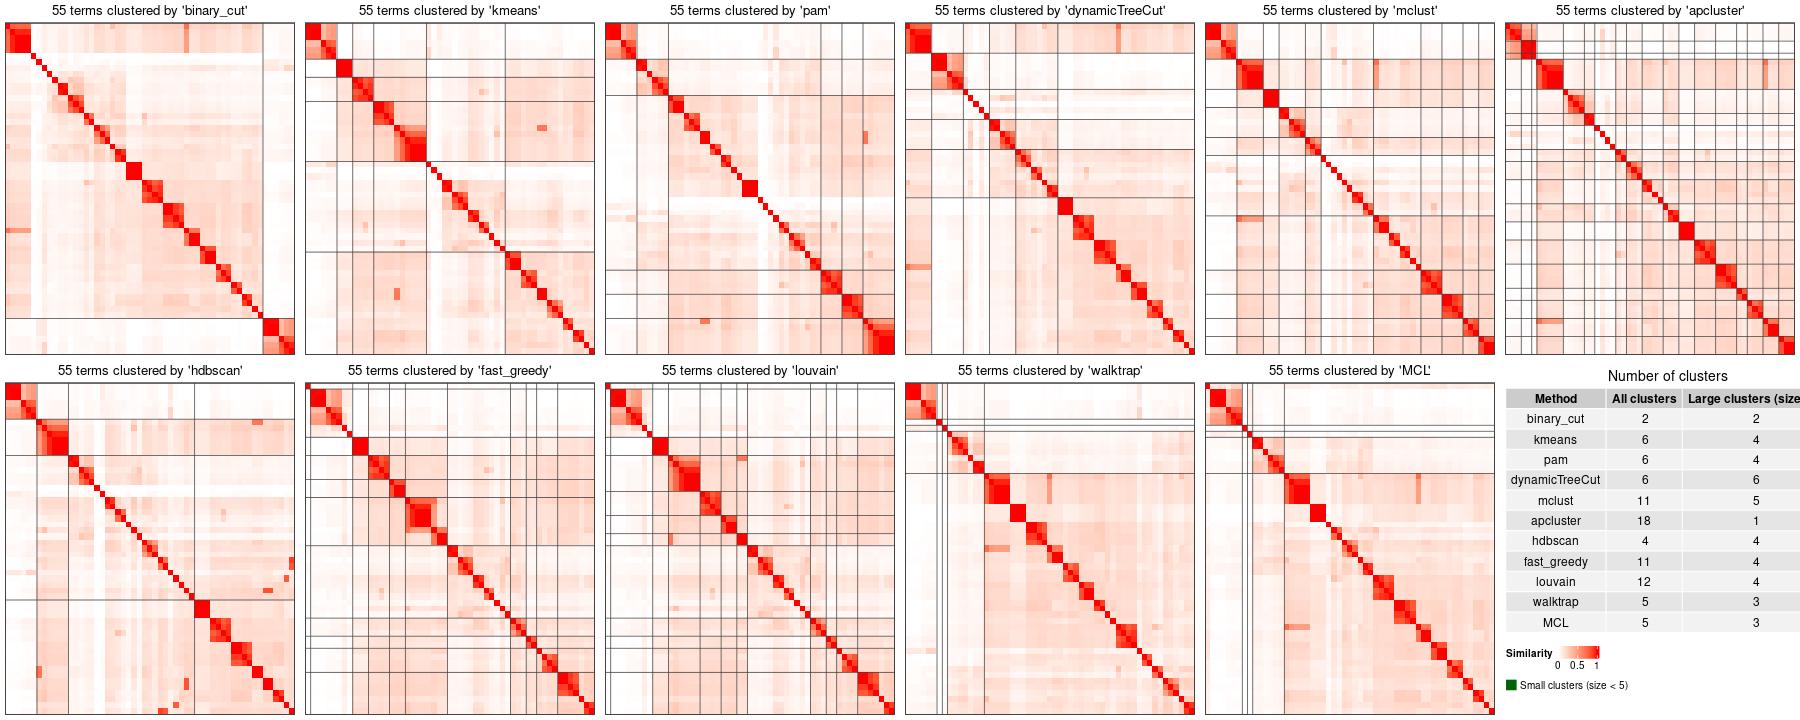 55 terms clustered by 'binary_cut'
55 terms clustered by 'kmeans'
55 terms clustered by 'pam'
55 terms clustered by 'dynamicTreeCut'
55 terms clustered by 'mclust'
55 terms clustered by 'apcluster'
55 terms clustered by 'hdbscan'
55 terms clustered by 'fast_greedy'
55 terms clustered by 'louvain'
55 terms clustered by 'walktrap'
55 terms clustered by 'MCL'
Number of clusters
Method All clusters Large clusters (size
binary_cut 2 2
kmeans 6 4
pam 6 4
dynamicTreeCut 6 6
mclust 11 5
apcluster 18 1
hdbscan 4 4
fast_greedy 11 4
louvain 12 4
walktrap 5 3
MCL 5 3
Similarity
0 0.5 1
Small clusters (size < 5)